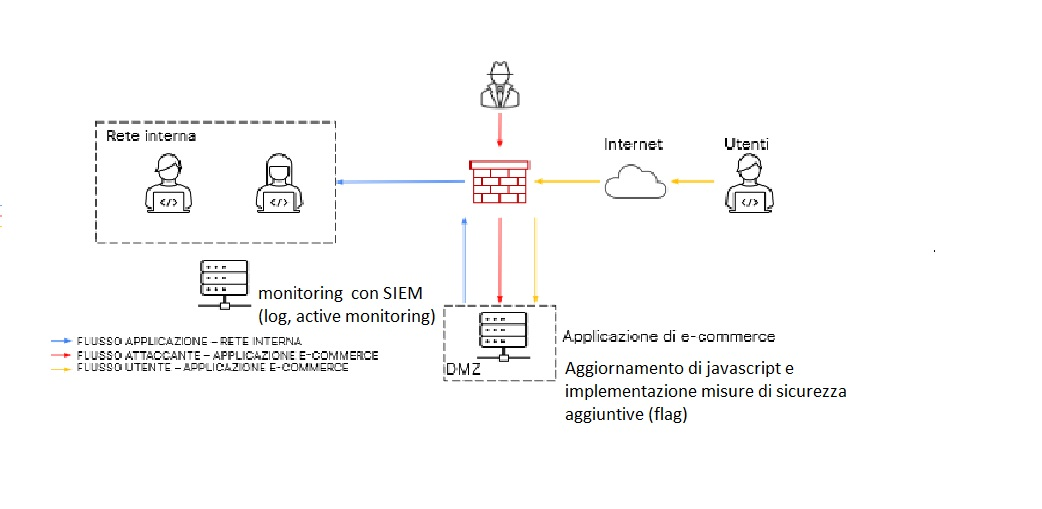 Rete interna
Internet
Utenti
</>
</>
</>
monitoring con SIEM
(log, active monitoring)
FLUSSO APPLICAZIONE – RETE INTERNA
FLUSSO ATTACCANTE – APPLICAZIONE E-COMMERCE
FLUSSO UTENTE – APPLICAZIONE E-COMMERCE
DMZ
Applicazione di e-commerce
Aggiornamento di javascript e
implementazione misure di sicurezza
aggiuntive (flag)